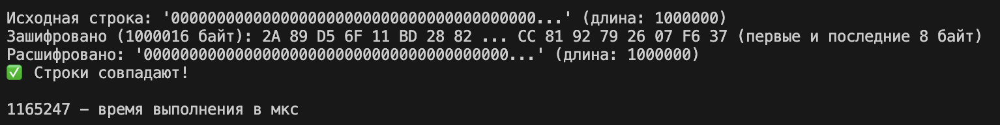 Исходная строка: '0000000000000000000000000000000000000000...' (длина: 1000000)
Зашифровано (1000016 байт): 2A 89 D5 6F 11 BD 28 82 ... CC 81 92 79 26 07 F6 37 (первые и последние 8 байт)
Расшифровано: '0000000000000000000000000000000000000000...' (длина: 1000000)
✅ Строки совпадают!
1165247 - время выполнения в мкс